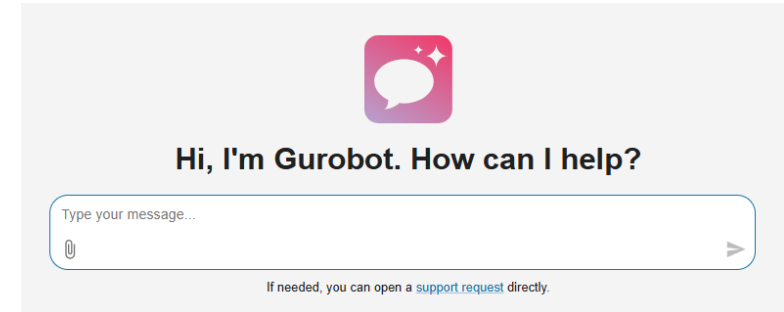 Hi, I'm Gurobot. How can I help?
Type your message...
If needed, you can open a support request directly.